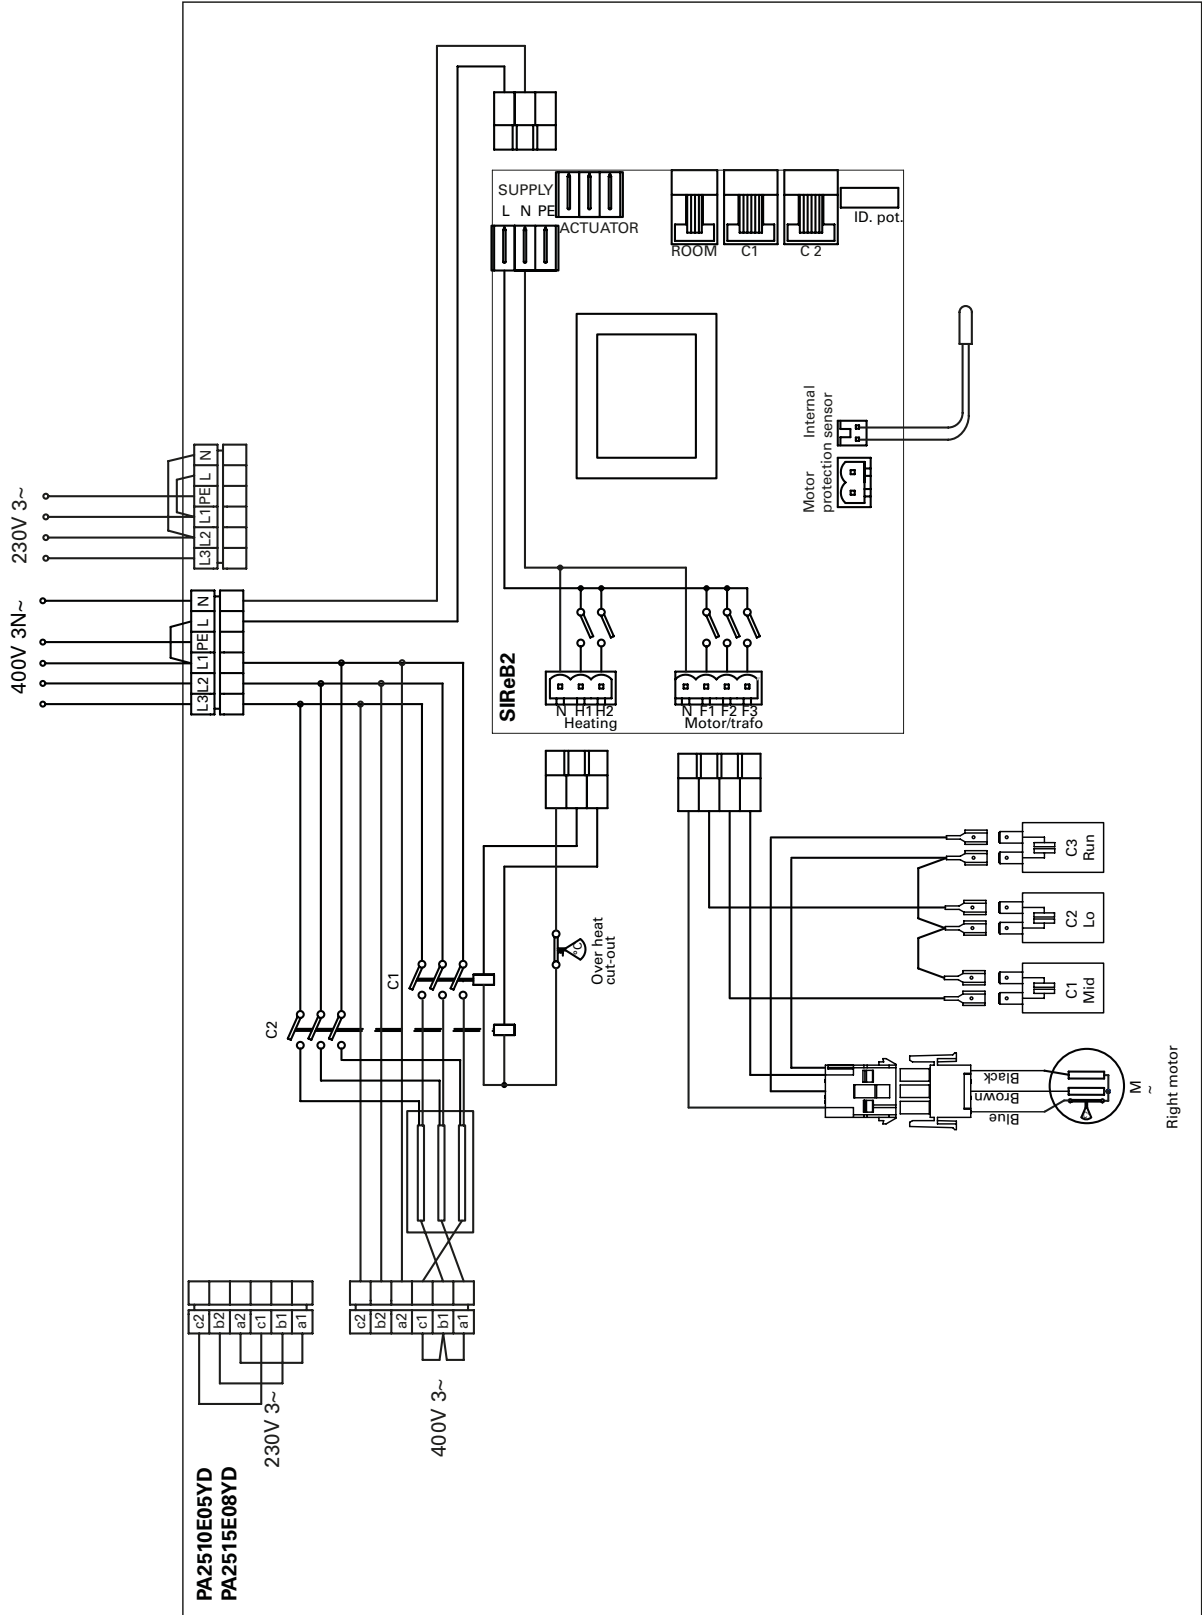 230V 3~
400V 3N~
L3 L2 L1 PE L N
L3 L2 L1 PE L N
SUPPLY
L N PE
ACTUATOR
ROOM
C1
C 2
ID. pot.
Motor
protection sensor
Internal
SIReB2
N H1 H2
Heating
N F1 F2 F3
Motor/trafo
C1
C2
°C
Over heat
cut-out
C3
Run
C2
Lo
C1
Mid
Black
Brown
Blue
M
~
Right motor
c2
b2
a2
c1
b1
a1
230V 3~
c2
b2
a2
c1
b1
a1
400V 3~
PA2510E05YD
PA2515E08YD